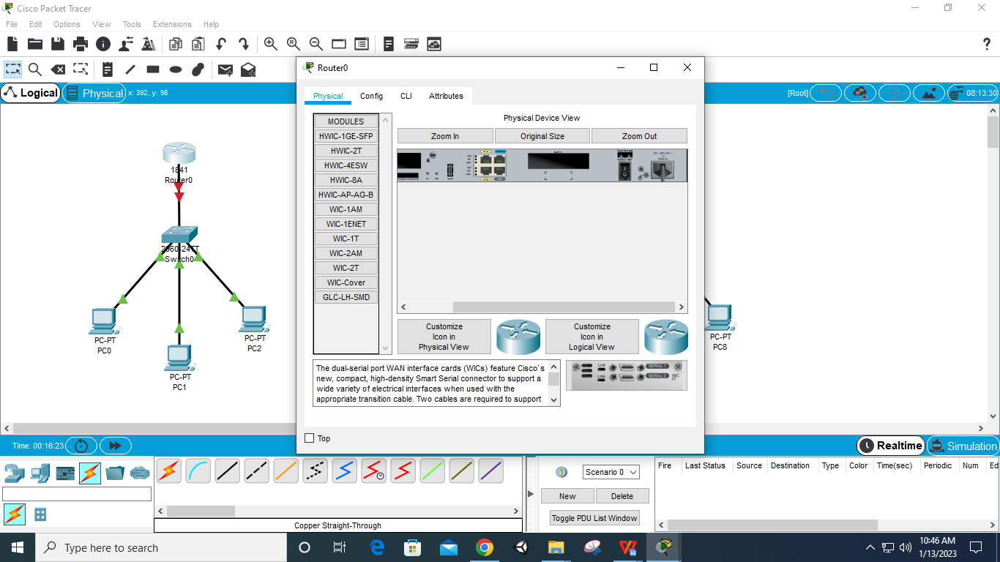 Cisco Packet Tracer
File Edit Options View Tools Extensions Help
?
Logical Physical x: 392, y: 98
[Root] 08:13:30
1841
Router0
2960-24TT
Switch0
PC-PT
PC0
PC-PT
PC1
PC-PT
PC2
PC-PT
PC8
Router0
Physical Config CLI Attributes
MODULES
HWIC-1GE-SFP
HWIC-2T
HWIC-4ESW
HWIC-8A
HWIC-AP-AG-B
WIC-1AM
WIC-1ENET
WIC-1T
WIC-2AM
WIC-2T
WIC-Cover
GLC-LH-SMD
Physical Device View
Zoom In Original Size Zoom Out
Customize
Icon in
Physical View
Customize
Icon in
Logical View
The dual-serial port WAN interface cards (WICs) feature Cisco`s
new, compact, high-density Smart Serial connector to support a
wide variety of electrical interfaces when used with the
appropriate transition cable. Two cables are required to support
Link SERIAL 1
Link SERIAL 0 WIC
2T
Top
Time: 00:16:23
Realtime Simulation
Copper Straight-Through
Scenario 0
New Delete
Toggle PDU List Window
Fire Last Status Source Destination Type Color Time(sec) Periodic Num Ed
Type here to search
10:46 AM
1/13/2023